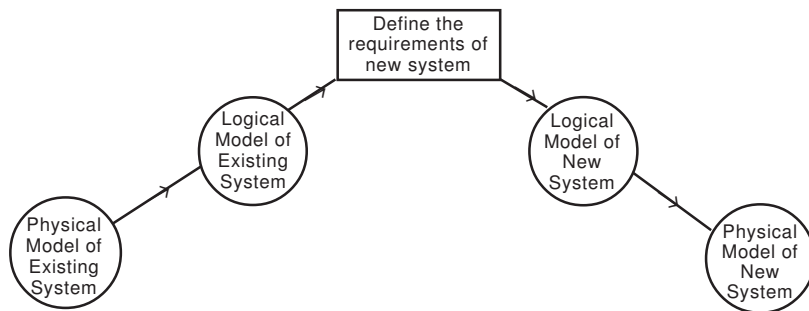 Define the
requirements of
new system
Logical
Model of
Existing
System
Logical
Model of
New
System
Physical
Model of
Existing
System
Physical
Model of
New
System